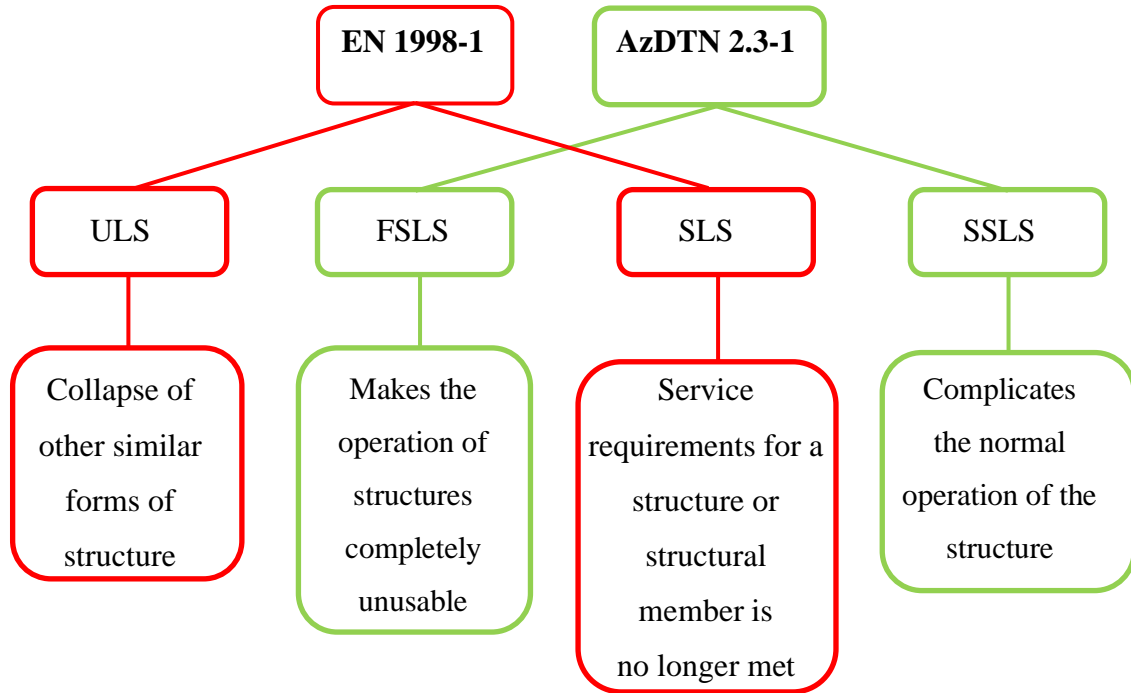 EN 1998-1
AzDTN 2.3-1
ULS
FSLS
SLS
SSLS
Collapse of
other similar
forms of
structure
Makes the
operation of
structures
completely
unusable
Service
requirements for a
structure or
structural
member is
no longer met
Complicates
the normal
operation of the
structure